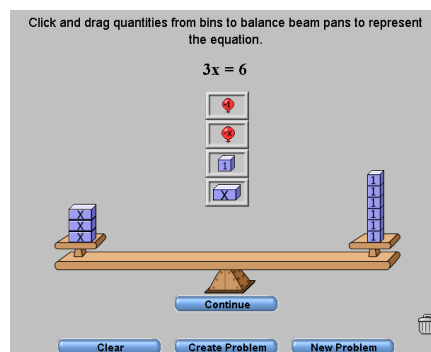 Click and drag quantities from bins to balance beam pans to represent
the equation.
3x = 6
-1
-X
1
X
X
X
X
1
1
1
1
1
1
Continue
Clear
Create Problem
New Problem